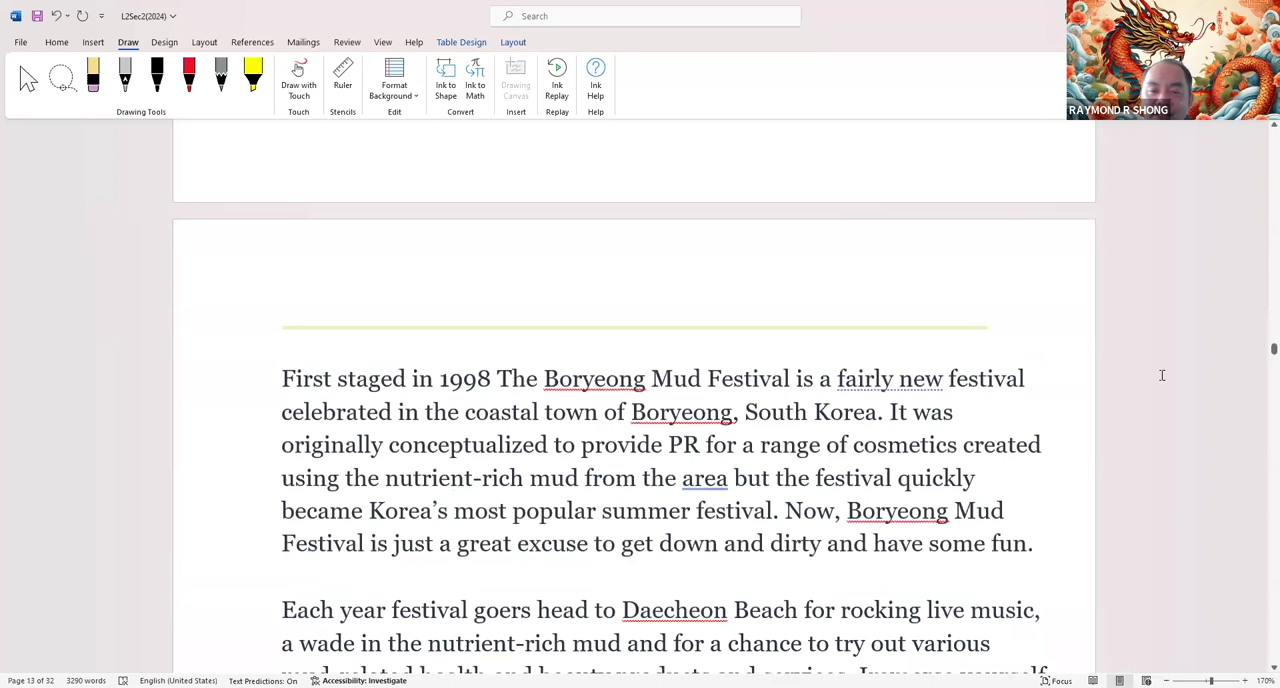 L2Sec2(2024)
Search
File Home Insert Draw Design Layout References Mailings Review View Help Table Design Layout
Draw with Touch
Ruler
Format Background
Ink to Shape
Ink to Math
Drawing Canvas
Ink Replay
Ink Help
Drawing Tools Touch Stencils Edit Convert Insert Replay Help
RAYMOND R SHONG
First staged in 1998 The Boryeong Mud Festival is a fairly new festival
celebrated in the coastal town of Boryeong, South Korea. It was
originally conceptualized to provide PR for a range of cosmetics created
using the nutrient-rich mud from the area but the festival quickly
became Korea's most popular summer festival. Now, Boryeong Mud
Festival is just a great excuse to get down and dirty and have some fun.
Each year festival goers head to Daecheon Beach for rocking live music,
a wade in the nutrient-rich mud and for a chance to try out various
Page 13 of 32 3290 words English (United States) Text Predictions: On Accessibility: Investigate Focus 170%